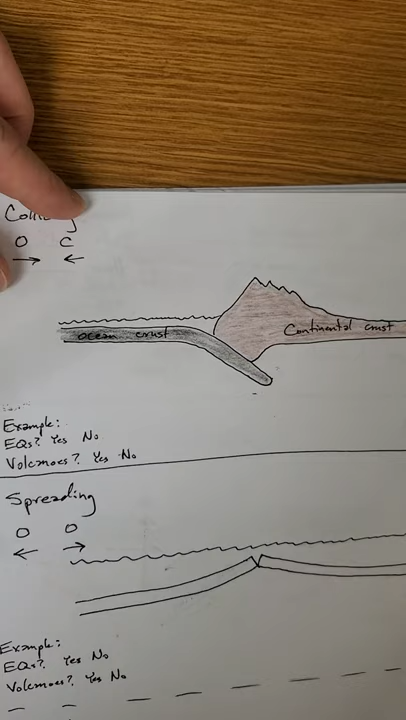 O C
→ ←
ocean crust
Continental crust
Example:
EQs? Yes No
Volcanoes? Yes No
Spreading
O O
← →
Example:
EQs? Yes No
Volcanoes? Yes No